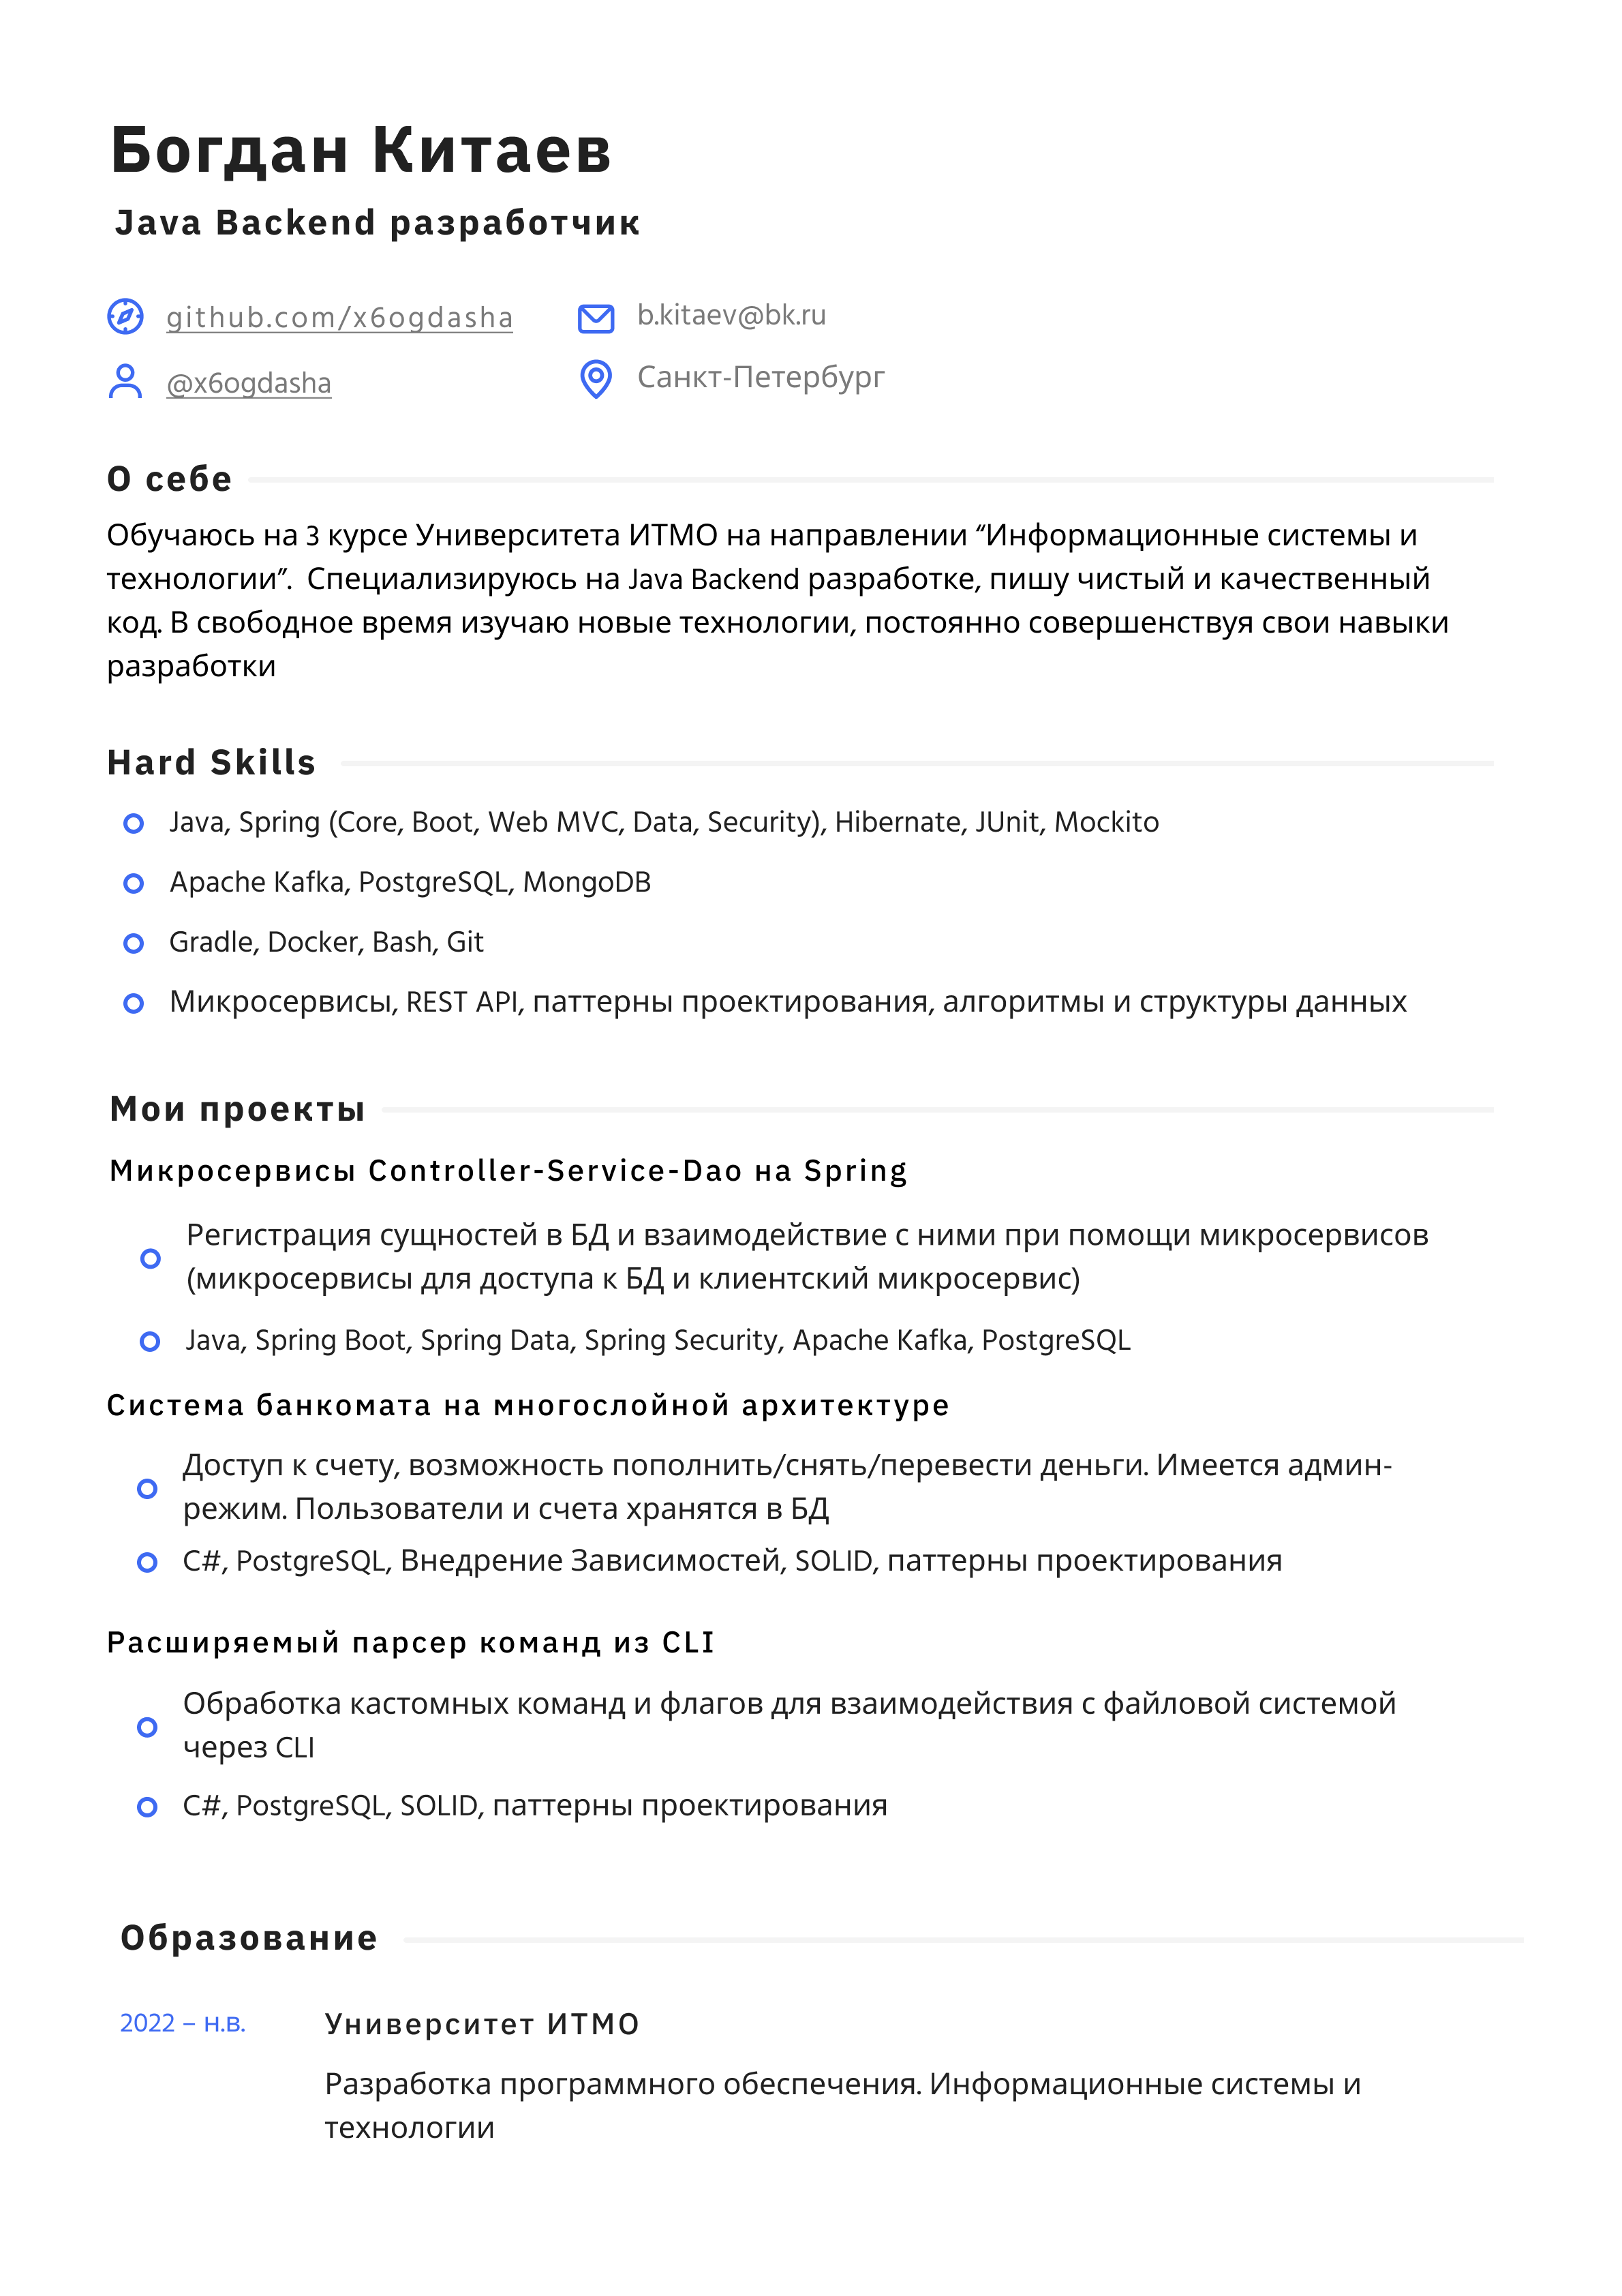 Богдан Китаев
Java Backend разработчик
github.com/x6ogdasha
b.kitaev@bk.ru
@x6ogdasha
Санкт-Петербург
О себе
Обучаюсь на 3 курсе Университета ИТМО на направлении “Информационные системы и
технологии”.  Специализируюсь на Java Backend разработке, пишу чистый и качественный
код. В свободное время изучаю новые технологии, постоянно совершенствуя свои навыки
разработки
Hard Skills
Java, Spring (Core, Boot, Web MVC, Data, Security), Hibernate, JUnit, Mockito
Apache Kafka, PostgreSQL, MongoDB
Gradle, Docker, Bash, Git
Микросервисы, REST API, паттерны проектирования, алгоритмы и структуры данных
Мои проекты
Микросервисы Controller-Service-Dao на Spring
Регистрация сущностей в БД и взаимодействие с ними при помощи микросервисов
(микросервисы для доступа к БД и клиентский микросервис)
Java, Spring Boot, Spring Data, Spring Security, Apache Kafka, PostgreSQL
Система банкомата на многослойной архитектуре
Доступ к счету, возможность пополнить/снять/перевести деньги. Имеется админ-
режим. Пользователи и счета хранятся в БД
C#, PostgreSQL, Внедрение Зависимостей, SOLID, паттерны проектирования
Расширяемый парсер команд из CLI
Обработка кастомных команд и флагов для взаимодействия с файловой системой
через CLI
C#, PostgreSQL, SOLID, паттерны проектирования
Образование
2022 – н.в.
Университет ИТМО
Разработка программного обеспечения. Информационные системы и
технологии